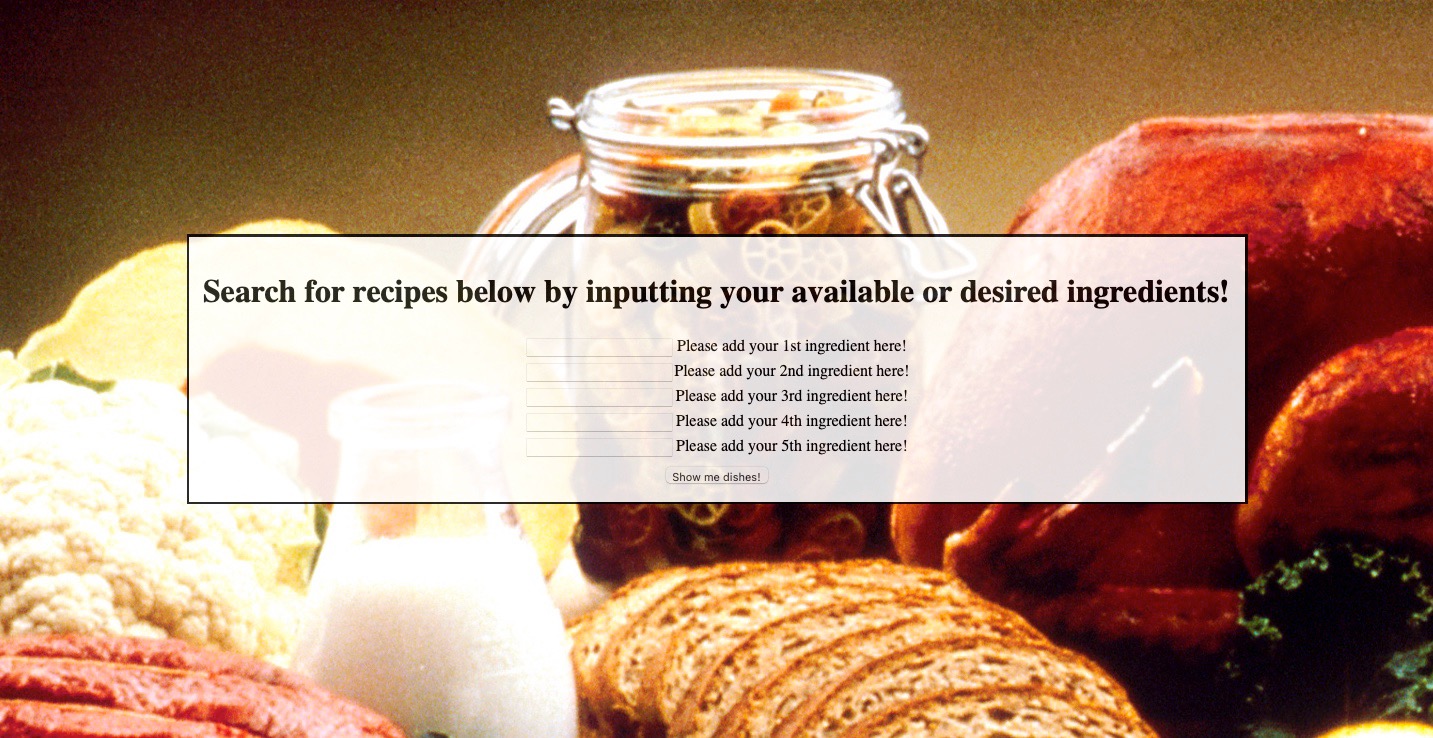 Search for recipes below by inputting your available or desired ingredients!
Please add your 1st ingredient here!
Please add your 2nd ingredient here!
Please add your 3rd ingredient here!
Please add your 4th ingredient here!
Please add your 5th ingredient here!
Show me dishes!